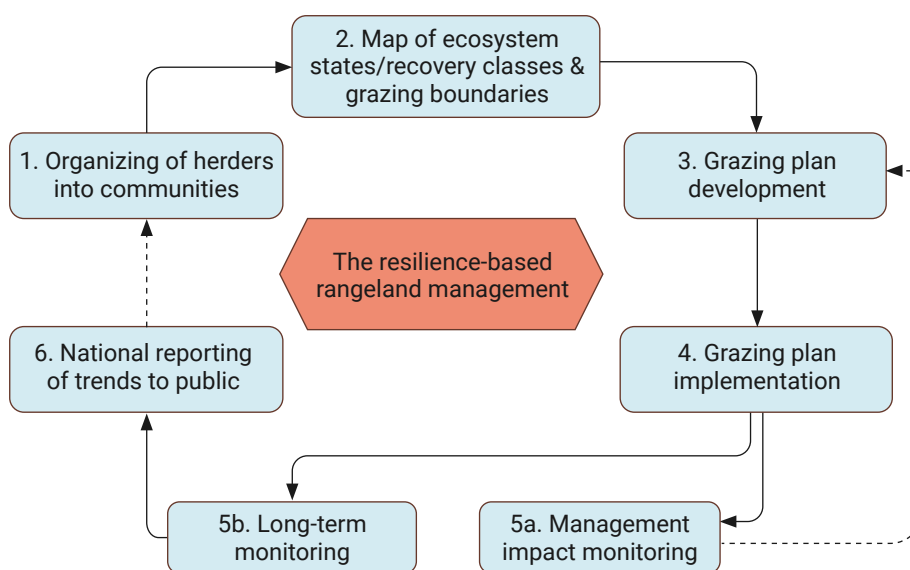 2. Map of ecosystem
states/recovery classes &
grazing boundaries
1. Organizing of herders
into communities
3. Grazing plan
development
The resilience-based
rangeland management
6. National reporting
of trends to public
4. Grazing plan
implementation
5b. Long-term
monitoring
5a. Management
impact monitoring